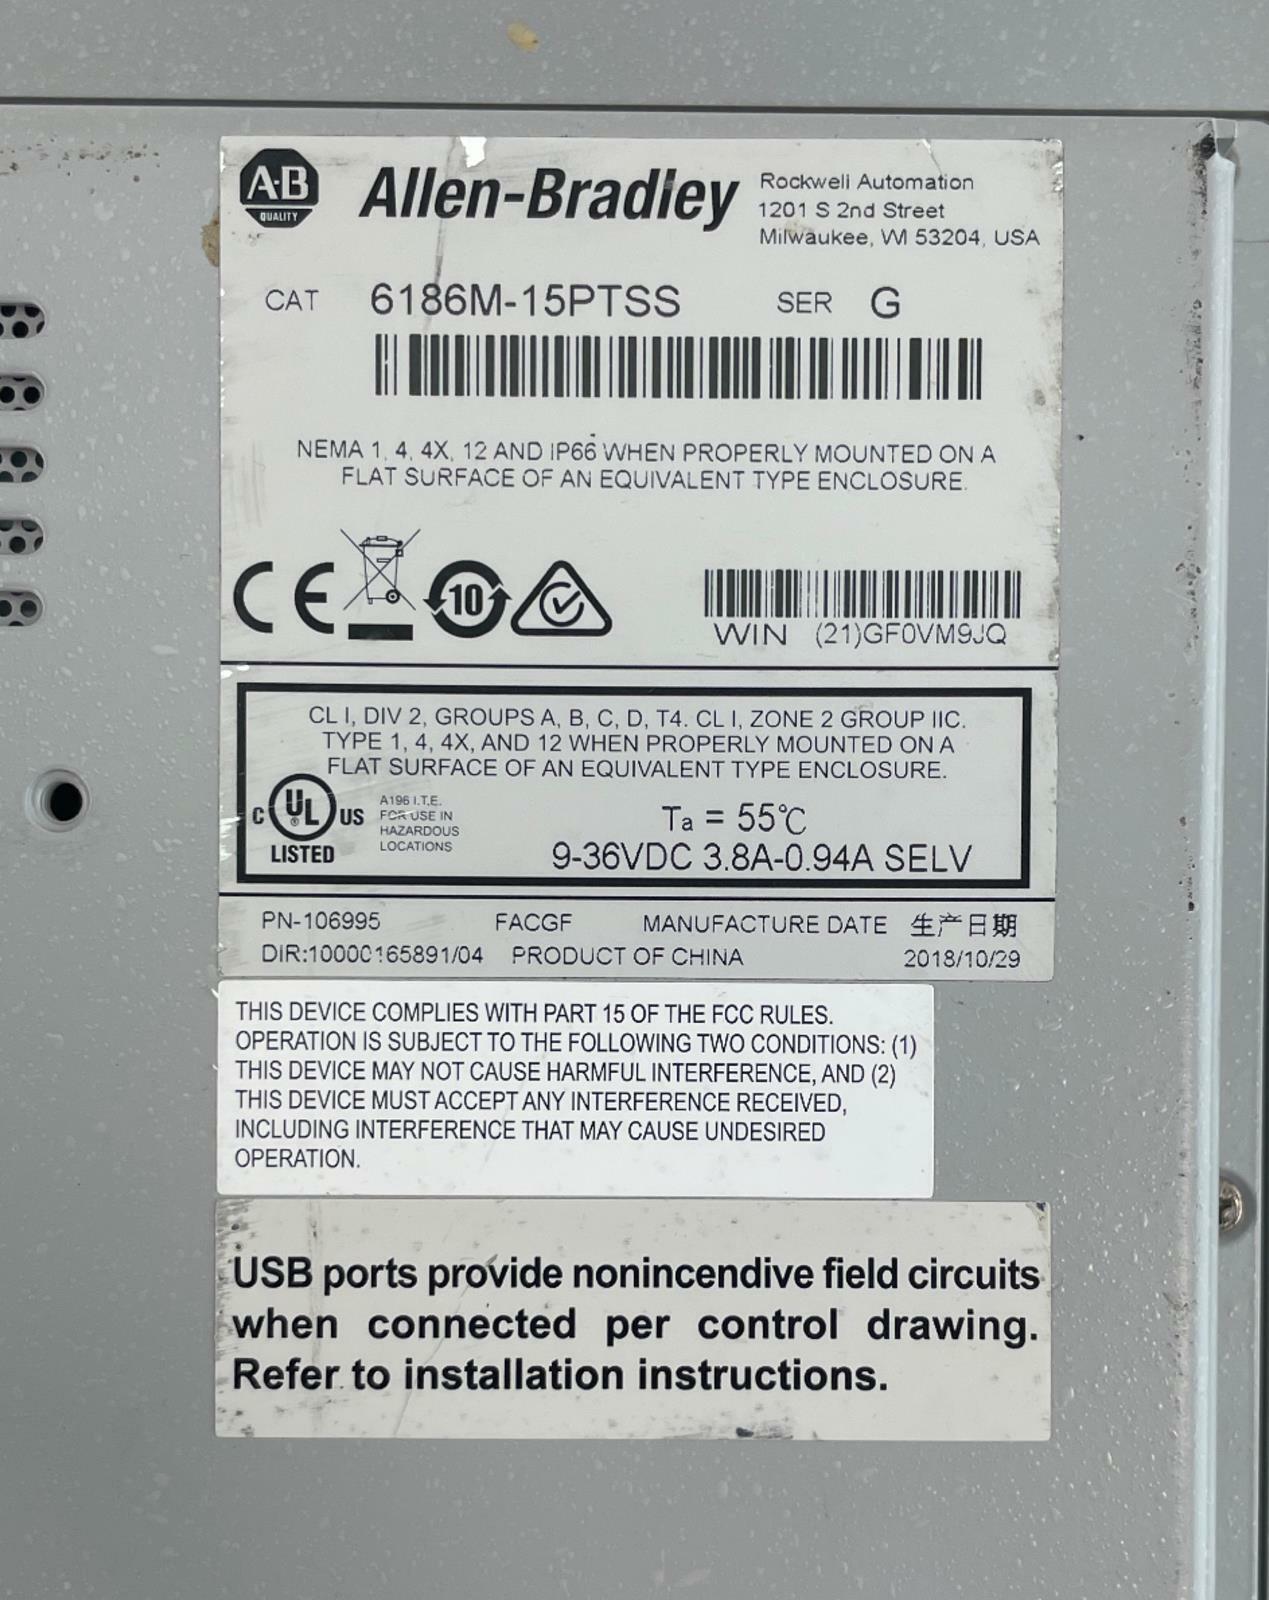 A-B
QUALITY
Allen-Bradley
Rockwell Automation
1201 S 2nd Street
Milwaukee, WI 53204, USA
CAT 6186M-15PTSS SER G
NEMA 1, 4, 4X, 12 AND IP66 WHEN PROPERLY MOUNTED ON A
FLAT SURFACE OF AN EQUIVALENT TYPE ENCLOSURE.
CE
10
WIN (21)GF0VM9JQ
CL I, DIV 2, GROUPS A, B, C, D, T4. CL I, ZONE 2 GROUP IIC.
TYPE 1, 4, 4X, AND 12 WHEN PROPERLY MOUNTED ON A
FLAT SURFACE OF AN EQUIVALENT TYPE ENCLOSURE.
C UL ® US
LISTED
A196 I.T.E.
FOR USE IN
HAZARDOUS
LOCATIONS
Ta = 55℃
9-36VDC 3.8A-0.94A SELV
PN-106995 FACGF MANUFACTURE DATE 生产日期
DIR:10000165891/04 PRODUCT OF CHINA 2018/10/29
THIS DEVICE COMPLIES WITH PART 15 OF THE FCC RULES.
OPERATION IS SUBJECT TO THE FOLLOWING TWO CONDITIONS: (1)
THIS DEVICE MAY NOT CAUSE HARMFUL INTERFERENCE, AND (2)
THIS DEVICE MUST ACCEPT ANY INTERFERENCE RECEIVED,
INCLUDING INTERFERENCE THAT MAY CAUSE UNDESIRED
OPERATION.
USB ports provide nonincendive field circuits
when connected per control drawing.
Refer to installation instructions.